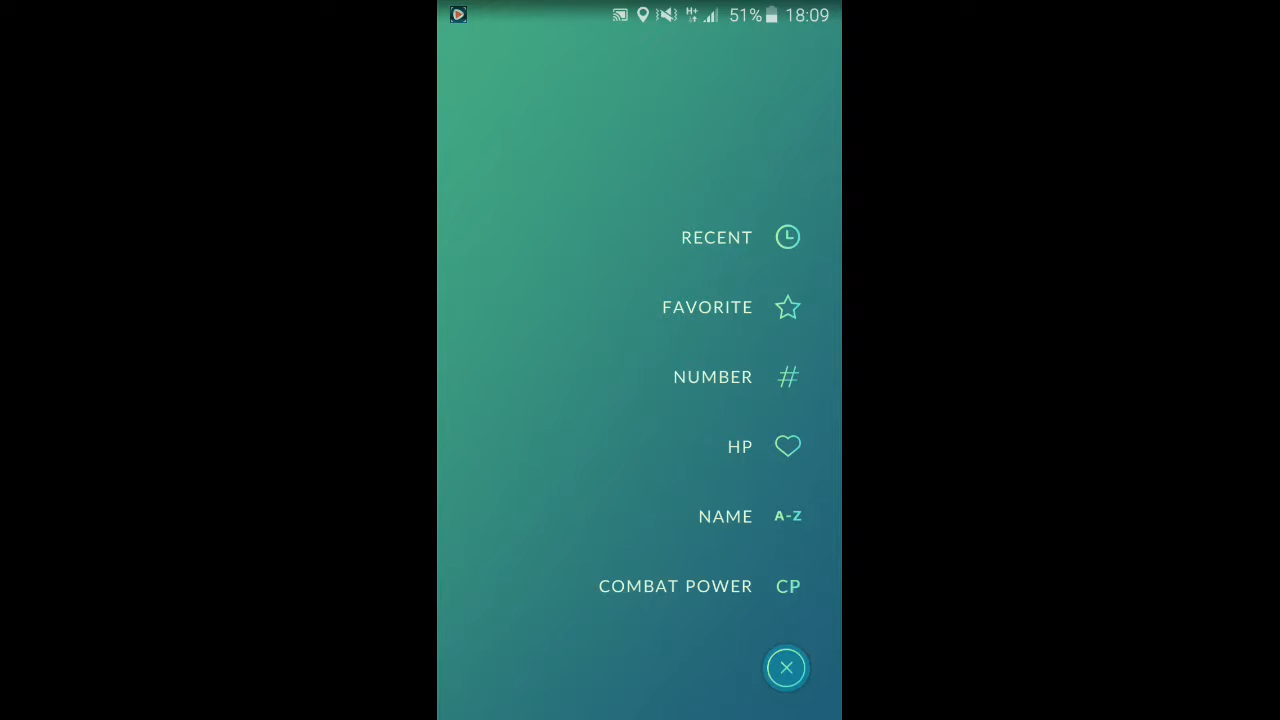 H+ 51% 18:09
RECENT
FAVORITE
NUMBER #
HP
NAME A-Z
COMBAT POWER CP